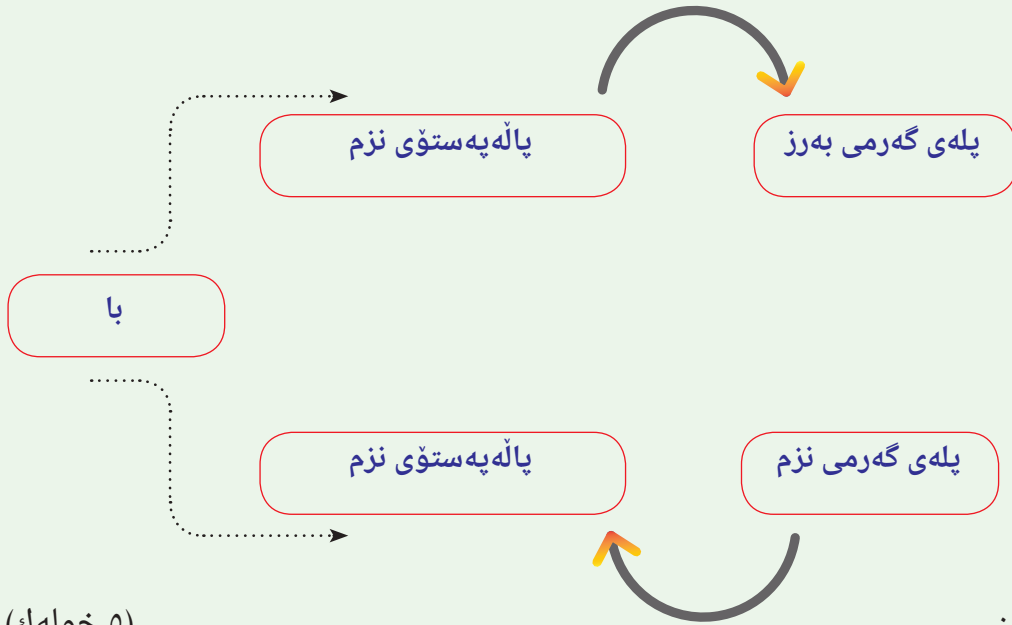 پلەی گەرمی بەرز
پاڵەپەستۆی نزم
با
پلەی گەرمی نزم
پاڵەپەستۆی نزم